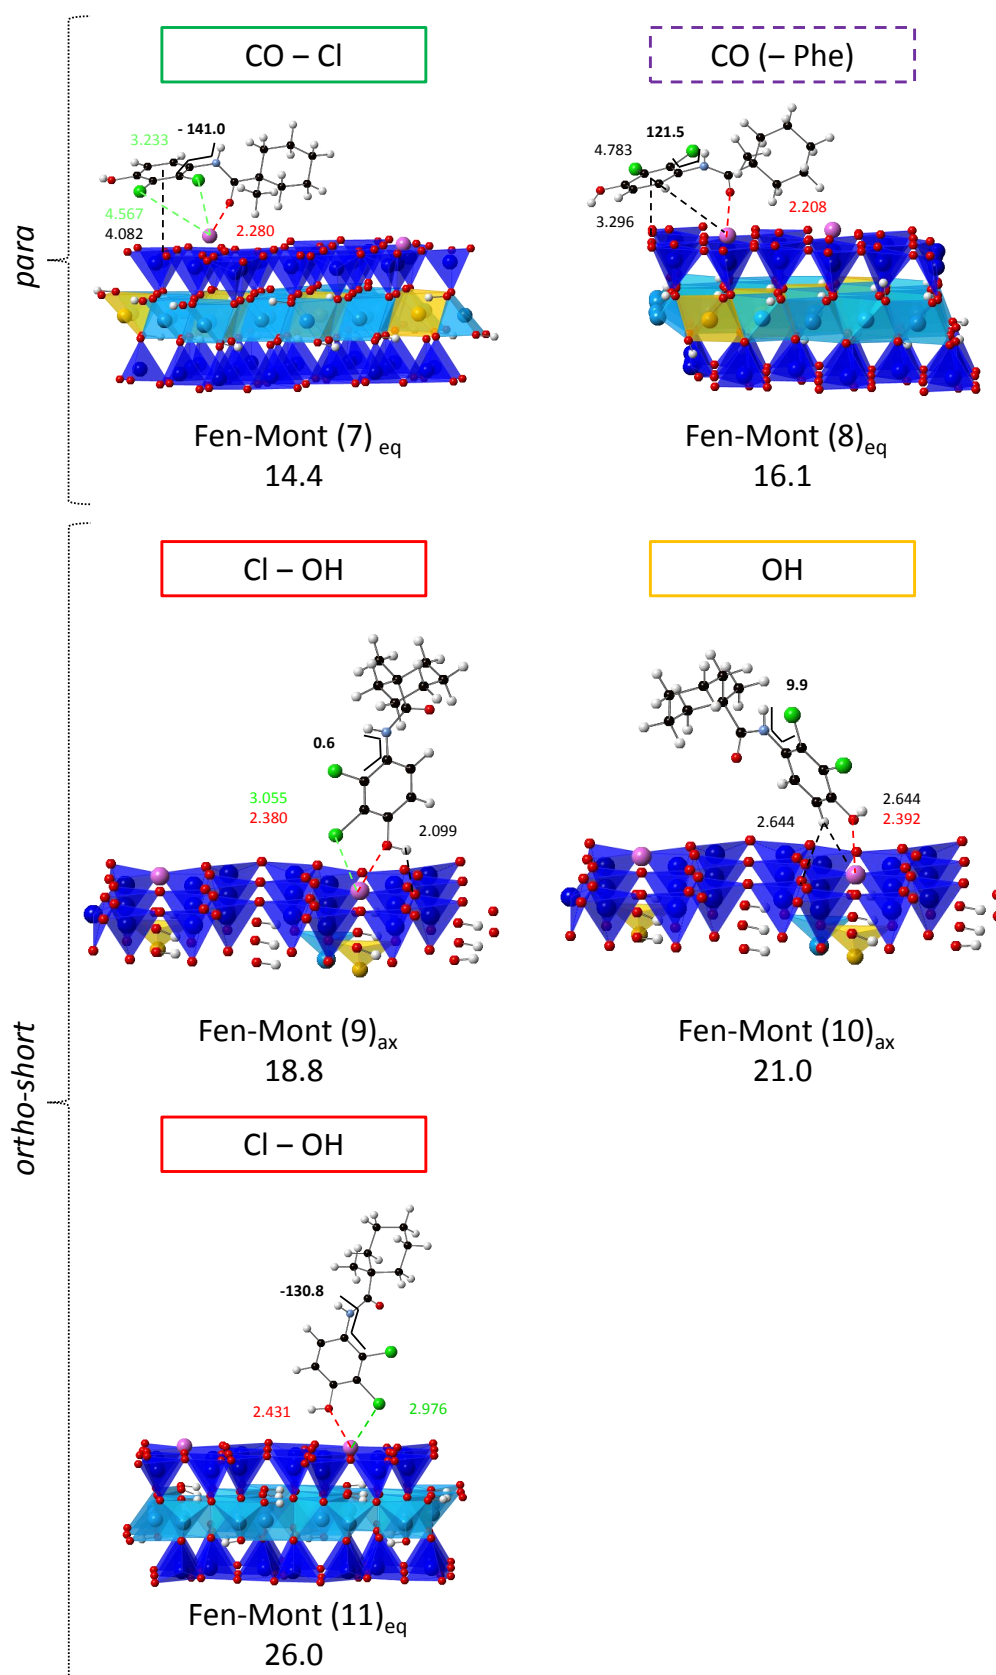 para
CO – Cl
3.233
- 141.0
4.567
4.082
2.280
Fen-Mont (7) eq
14.4
CO (– Phe)
121.5
4.783
3.296
2.208
Fen-Mont (8)eq
16.1
ortho-short
Cl – OH
0.6
3.055
2.380
2.099
Fen-Mont (9)ax
18.8
OH
9.9
2.644
2.644
2.392
Fen-Mont (10)ax
21.0
Cl – OH
-130.8
2.431
2.976
Fen-Mont (11)eq
26.0